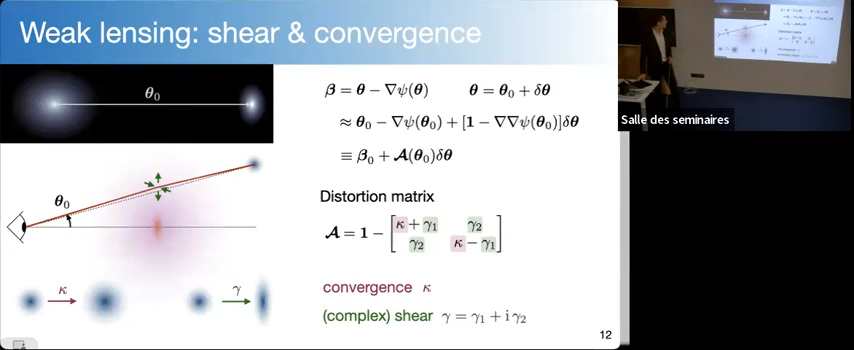 Weak lensing: shear & convergence
θ₀
β = θ − ∇ψ(θ)    θ = θ₀ + δθ
≈ θ₀ − ∇ψ(θ₀) + [1 − ∇∇ψ(θ₀)]δθ
≡ β₀ + 𝓐(θ₀)δθ
θ₀
Distortion matrix
𝓐 = 1 − [κ + γ₁  γ₂
γ₂  κ − γ₁]
κ
γ
convergence κ
(complex) shear γ = γ₁ + i γ₂
12
Salle des seminaires